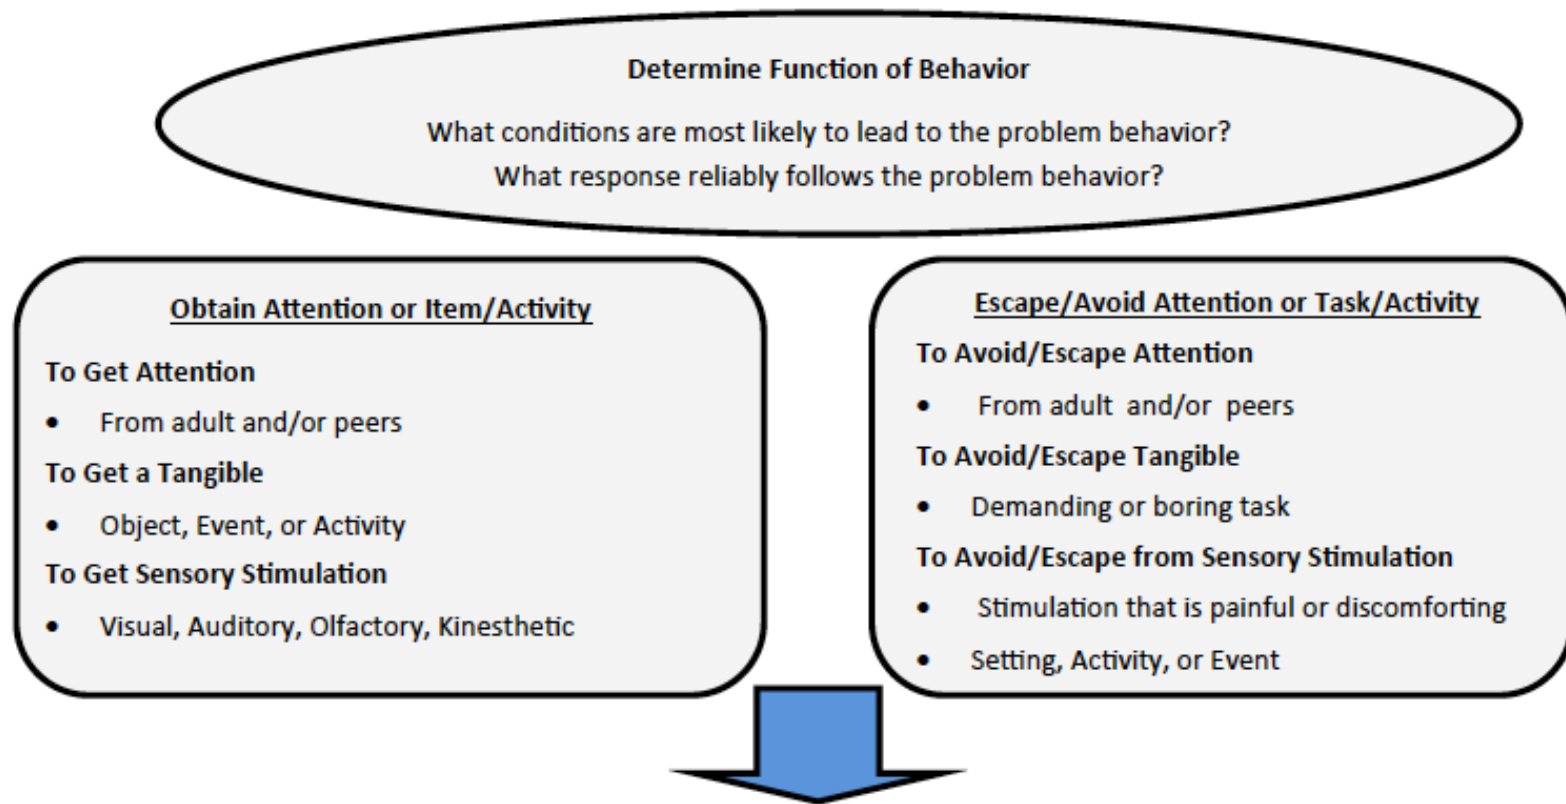 Determine Function of Behavior
What conditions are most likely to lead to the problem behavior?
What response reliably follows the problem behavior?
Obtain Attention or Item/Activity
To Get Attention
• From adult and/or peers
To Get a Tangible
• Object, Event, or Activity
To Get Sensory Stimulation
• Visual, Auditory, Olfactory, Kinesthetic
Escape/Avoid Attention or Task/Activity
To Avoid/Escape Attention
• From adult and/or peers
To Avoid/Escape Tangible
• Demanding or boring task
To Avoid/Escape from Sensory Stimulation
• Stimulation that is painful or discomforting
• Setting, Activity, or Event